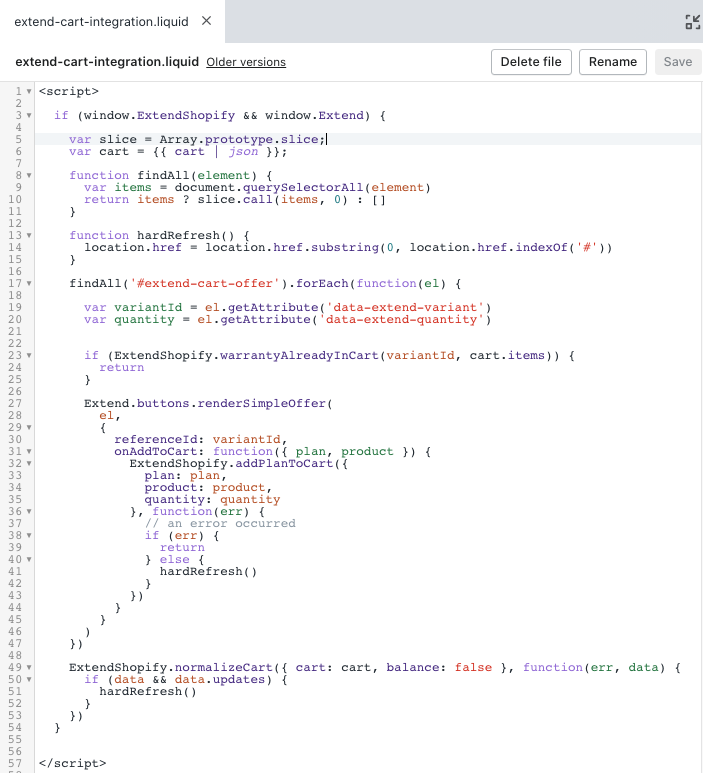 extend-cart-integration.liquid ×
extend-cart-integration.liquid Older versions Delete file Rename Save
1 <script>
2
3 if (window.ExtendShopify && window.Extend) {
4
5 var slice = Array.prototype.slice;
6 var cart = {{ cart | json }};
7
8 function findAll(element) {
9 var items = document.querySelectorAll(element)
10 return items ? slice.call(items, 0) : []
11 }
12
13 function hardRefresh() {
14 location.href = location.href.substring(0, location.href.indexOf('#'))
15 }
16
17 findAll('#extend-cart-offer').forEach(function(el) {
18
19 var variantId = el.getAttribute('data-extend-variant')
20 var quantity = el.getAttribute('data-extend-quantity')
21
22
23 if (ExtendShopify.warrantyAlreadyInCart(variantId, cart.items)) {
24 return
25 }
26
27 Extend.buttons.renderSimpleOffer(
28 el,
29 {
30 referenceId: variantId,
31 onAddToCart: function({ plan, product }) {
32 ExtendShopify.addPlanToCart({
33 plan: plan,
34 product: product,
35 quantity: quantity
36 }, function(err) {
37 // an error occurred
38 if (err) {
39 return
40 } else {
41 hardRefresh()
42 }
43 })
44 }
45 }
46 )
47 })
48
49 ExtendShopify.normalizeCart({ cart: cart, balance: false }, function(err, data) {
50 if (data && data.updates) {
51 hardRefresh()
52 }
53 })
54 }
55
56
57 </script>